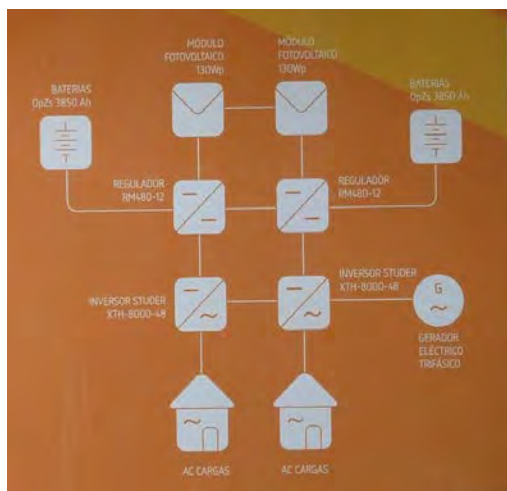 MÓDULO
FOTOVOLTAICO
130Wp
MÓDULO
FOTOVOLTAICO
130Wp
BATERIAS
OpZs 3850 Ah
BATERIAS
OpZs 3850 Ah
REGULADOR
RM480-12
REGULADOR
RM480-12
INVERSOR STUDER
XTH-8000-48
INVERSOR STUDER
XTH-8000-48
G
GERADOR
ELÉCTRICO
TRIFÁSICO
AC CARGAS
AC CARGAS